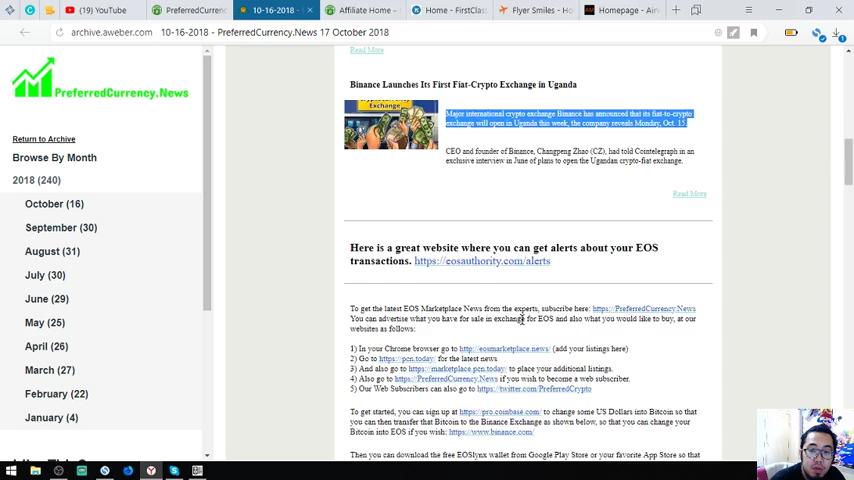 (10) YouTube
PreferredCurrenc
10-16-2018 - P
Affiliate Home -
Home - FirstClass
Flyer Smiles - Ho
Homepage - Airv
archive.aweber.com
10-16-2018 - PreferredCurrency.News 17 October 2018
PreferredCurrency.News
Return to Archive
Browse By Month
2018 (240)
October (16)
September (30)
August (31)
July (30)
June (29)
May (25)
April (26)
March (27)
February (22)
January (4)
Read More
Binance Launches Its First Fiat-Crypto Exchange in Uganda
Exchange
Major international crypto exchange Binance has announced that its fiat-to-crypto
exchange will open in Uganda this week, the company reveals Monday, Oct. 15.
CEO and founder of Binance, Changpeng Zhao (CZ), had told Cointelegraph in an
exclusive interview in June of plans to open the Ugandan crypto-fiat exchange.
Read More
Here is a great website where you can get alerts about your EOS
transactions. https://eosauthority.com/alerts
To get the latest EOS Marketplace News from the experts, subscribe here: https://PreferredCurrency.News
You can advertise what you have for sale in exchange for EOS and also what you would like to buy, at our
websites as follows:
1) In your Chrome browser go to http://eosmarketplace.news/ (add your listings here)
2) Go to https://pcn.today/ for the latest news
3) And also go to https://marketplace.pcn.today/ to place your additional listings.
4) Also go to https://PreferredCurrency.News if you wish to become a web subscriber.
5) Our Web Subscribers can also go to https://twitter.com/PreferredCrypto
To get started, you can sign up at https://pro.coinbase.com/ to change some US Dollars into Bitcoin so that
you can then transfer that Bitcoin to the Binance Exchange as shown below, so that you can change your
Bitcoin into EOS if you wish: https://www.binance.com/
Then you can download the free EOSlynx wallet from Google Play Store or your favorite App Store so that